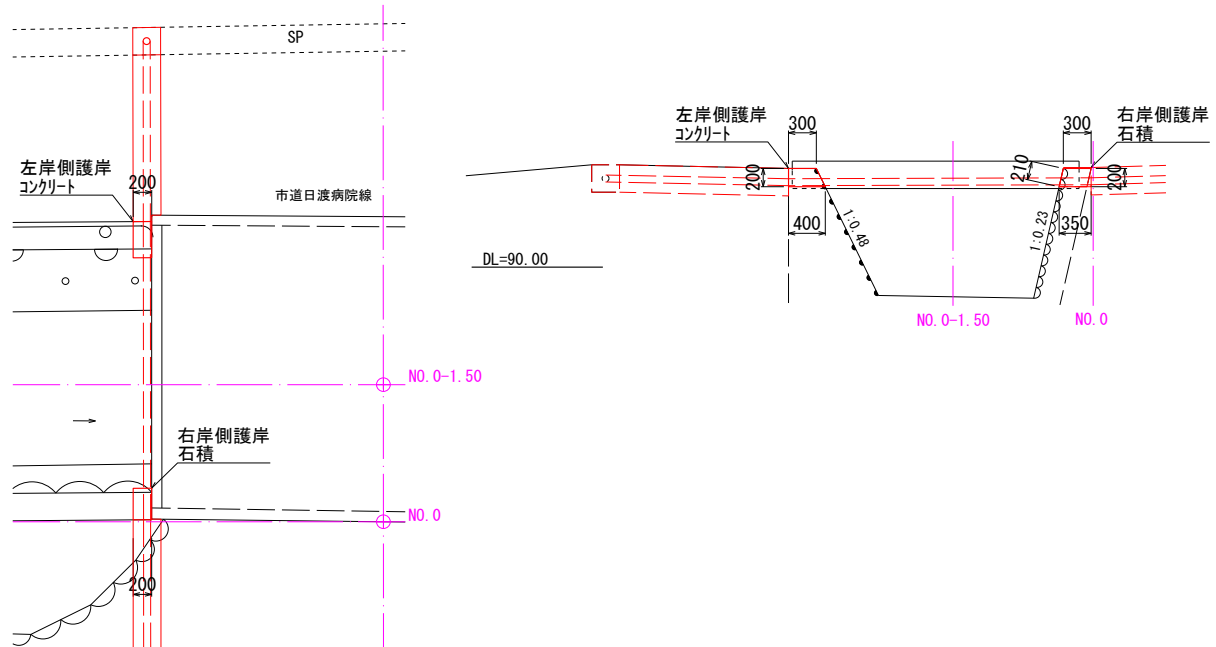 SP
左岸側護岸
コンクリート
200
市道日渡病院線
NO.0-1.50
右岸側護岸
石積
NO.0
200
左岸側護岸
コンクリート
300
300
右岸側護岸
石積
200
210
200
400
1:0.48
1:0.23
350
DL=90.00
NO.0-1.50
NO.0